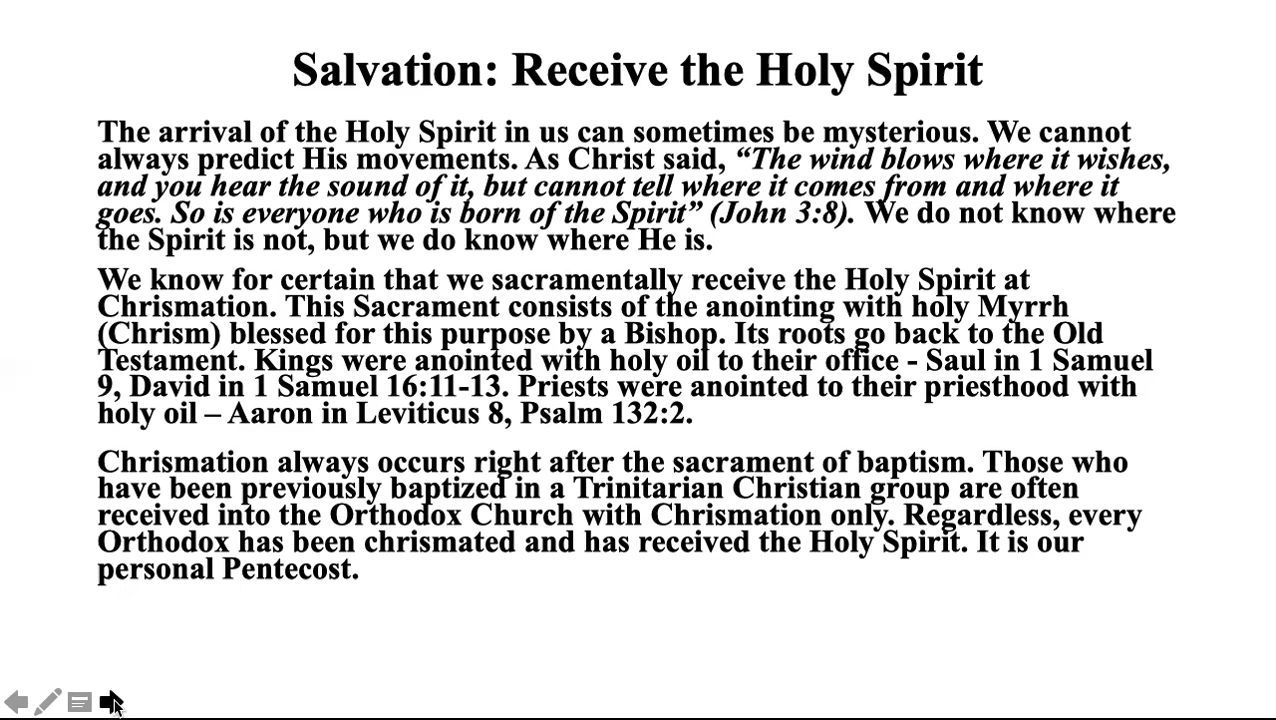 Salvation: Receive the Holy Spirit
The arrival of the Holy Spirit in us can sometimes be mysterious. We cannot
always predict His movements. As Christ said, “The wind blows where it wishes,
and you hear the sound of it, but cannot tell where it comes from and where it
goes. So is everyone who is born of the Spirit” (John 3:8). We do not know where
the Spirit is not, but we do know where He is.
We know for certain that we sacramentally receive the Holy Spirit at
Chrismation. This Sacrament consists of the anointing with holy Myrrh
(Chrism) blessed for this purpose by a Bishop. Its roots go back to the Old
Testament. Kings were anointed with holy oil to their office - Saul in 1 Samuel
9, David in 1 Samuel 16:11-13. Priests were anointed to their priesthood with
holy oil – Aaron in Leviticus 8, Psalm 132:2.
Chrismation always occurs right after the sacrament of baptism. Those who
have been previously baptized in a Trinitarian Christian group are often
received into the Orthodox Church with Chrismation only. Regardless, every
Orthodox has been chrismated and has received the Holy Spirit. It is our
personal Pentecost.